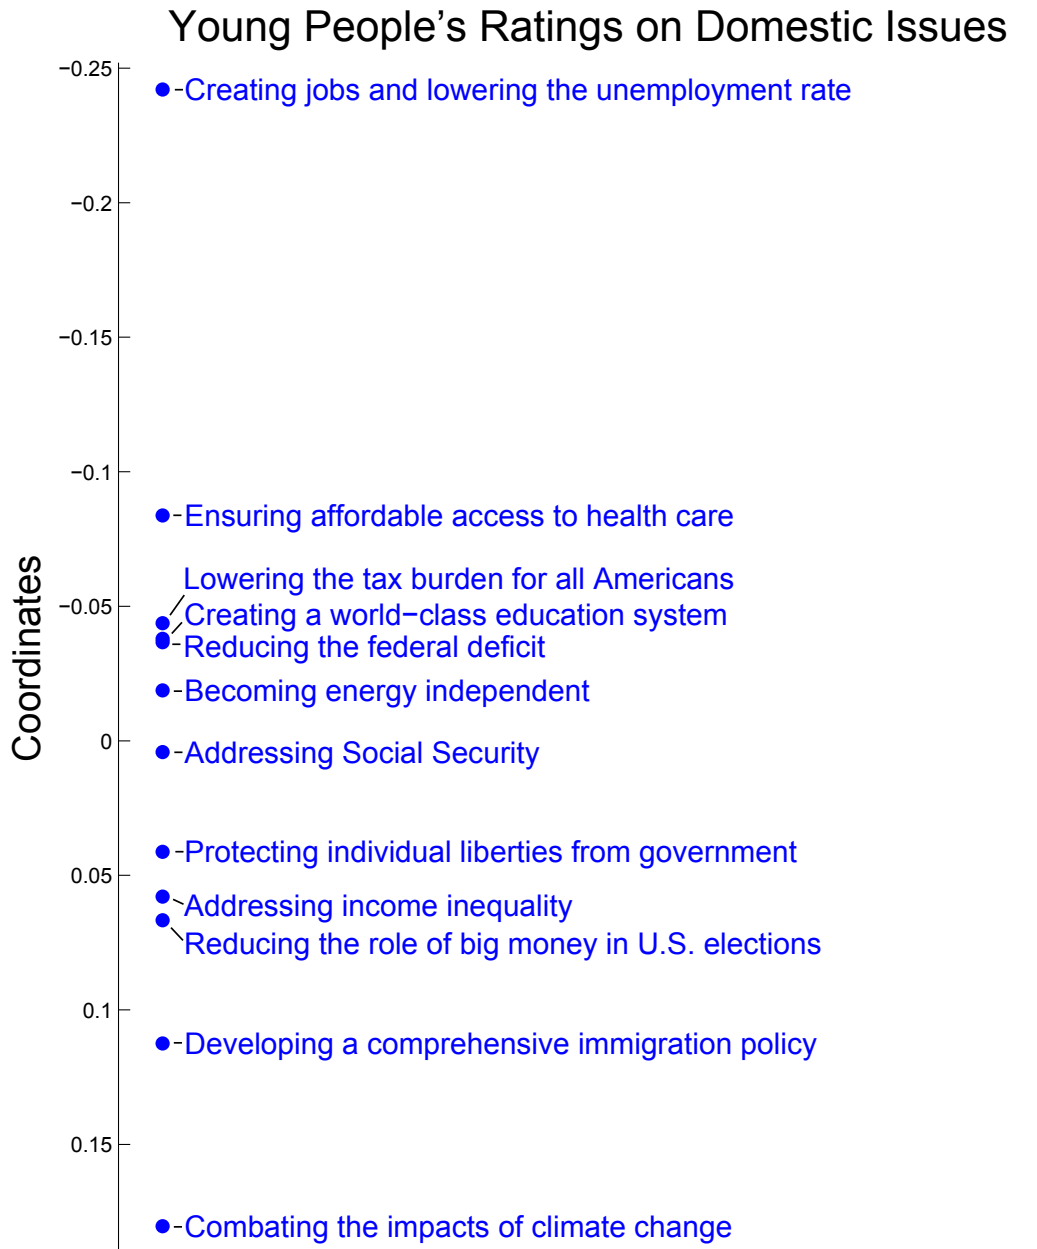 Young People's Ratings on Domestic Issues
−0.25
Creating jobs and lowering the unemployment rate
−0.2
−0.15
−0.1
Ensuring affordable access to health care
Lowering the tax burden for all Americans
−0.05
Creating a world−class education system
Reducing the federal deficit
Becoming energy independent
Coordinates
0
Addressing Social Security
Protecting individual liberties from government
0.05
Addressing income inequality
Reducing the role of big money in U.S. elections
0.1
Developing a comprehensive immigration policy
0.15
Combating the impacts of climate change